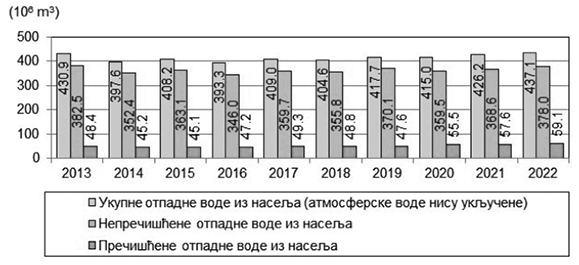 (10⁶ m³)
500
400
300
200
100
0
430.9 382.5 48.4 397.6 352.4 45.2 408.2 363.1 45.1 393.3 346.0 47.2 409.0 359.7 49.3 404.6 355.8 48.8 417.7 370.1 47.6 415.0 359.5 55.5 426.2 368.6 57.6 437.1 378.0 59.1
2013 2014 2015 2016 2017 2018 2019 2020 2021 2022
Укупне отпадне воде из насеља (атмосферске воде нису укључене)
Непречишћене отпадне воде из насеља
Пречишћене отпадне воде из насеља